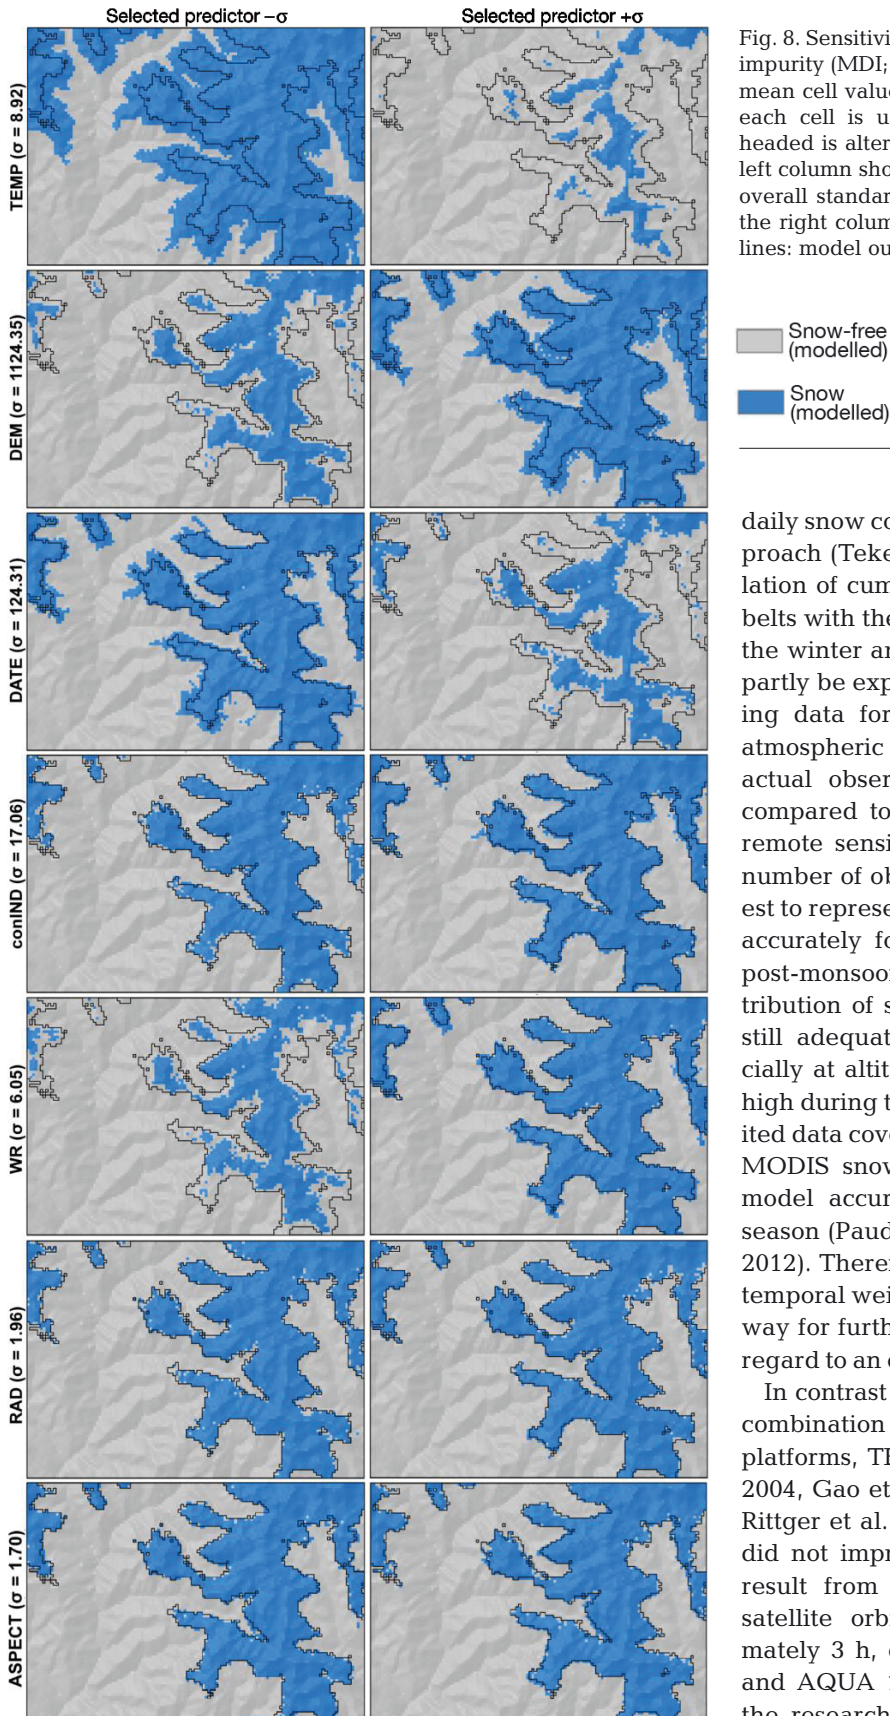 Selected predictor –σ
Selected predictor +σ
TEMP (σ = 8.92)
DEM (σ = 1124.35)
DATE (σ = 124.31)
conIND (σ = 17.06)
WR (σ = 6.05)
RAD (σ = 1.96)
ASPECT (σ = 1.70)
Fig. 8. Sensitivi
impurity (MDI;
mean cell value
each cell is u
headed is alter
left column sho
overall standar
the right colum
lines: model ou
Snow-free
(modelled)
Snow
(modelled)
daily snow co
proach (Teke
lation of cum
belts with the
the winter an
partly be exp
ing data for
atmospheric
actual obser
compared to
remote sensi
number of ob
est to represe
accurately fo
post-monsoon
tribution of s
still adequat
cially at altit
high during t
ited data cove
MODIS snow
model accur
season (Paud
2012). There
temporal wei
way for furth
regard to an
In contrast
combination
platforms, TE
2004, Gao et
Rittger et al.
did not impr
result from
satellite orb
mately 3 h,
and AQUA
the research